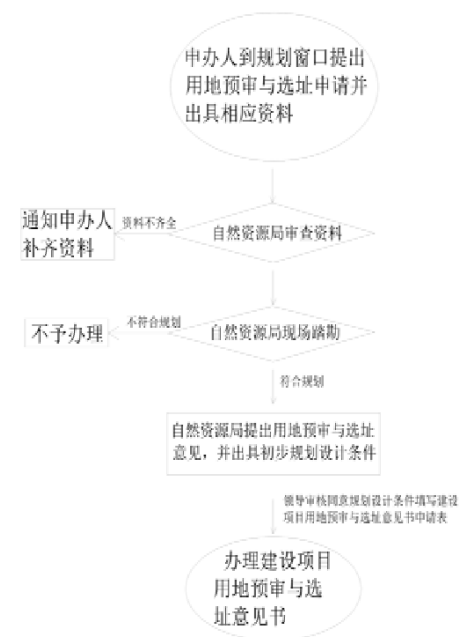 申办人到规划窗口提出
用地预审与选址申请并
出具相应资料
通知申办人
补齐资料
资料不齐全
自然资源局审查资料
不予办理
不符合规划
自然资源局现场踏勘
符合规划
自然资源局提出用地预审与选址
意见，并出具初步规划设计条件
领导审核同意规划设计条件填写建设
项目用地预审与选址意见书申请表
办理建设项目
用地预审与选
址意见书